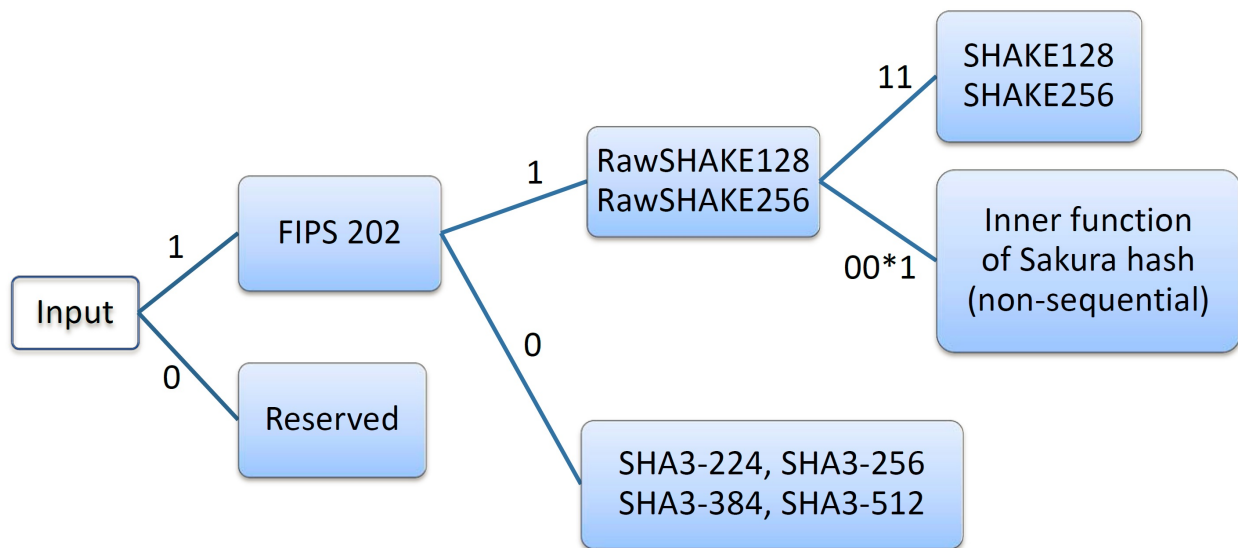 Input
1
0
FIPS 202
Reserved
1
0
RawSHAKE128
RawSHAKE256
SHA3-224, SHA3-256
SHA3-384, SHA3-512
11
00*1
SHAKE128
SHAKE256
Inner function
of Sakura hash
(non-sequential)